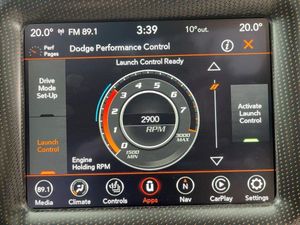 20.0° FM 89.1 3:39 10°out. 20.0°
Perf Pages
Dodge Performance Control
Launch Control Ready
Drive Mode Set-Up
Launch Control
0 1 2 3 4 5 6 7
2900
RPM
1500 MIN
3000 MAX
Engine Holding RPM
Activate Launch Control
89.1 N
Media Climate Controls Apps Nav CarPlay Settings